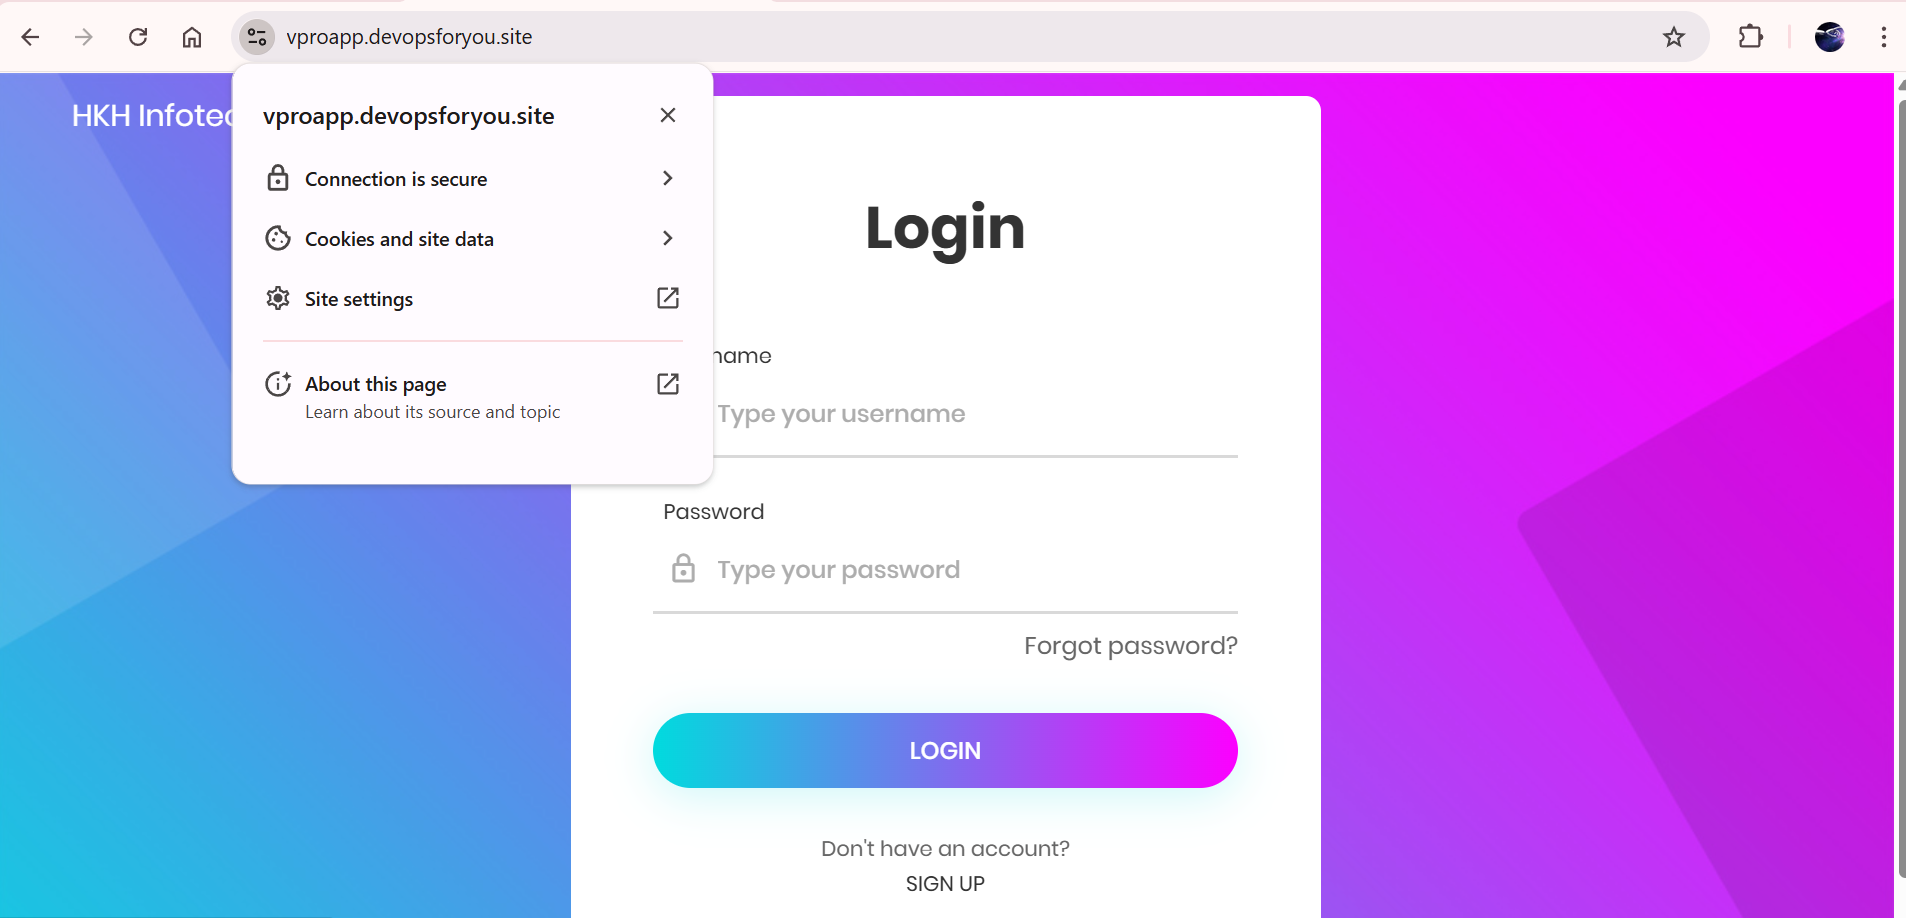 vproapp.devopsforyou.site
HKH Infotec
vproapp.devopsforyou.site
Connection is secure
Cookies and site data
Site settings
About this page
Learn about its source and topic
Login
name
Type your username
Password
Type your password
Forgot password?
LOGIN
Don't have an account?
SIGN UP